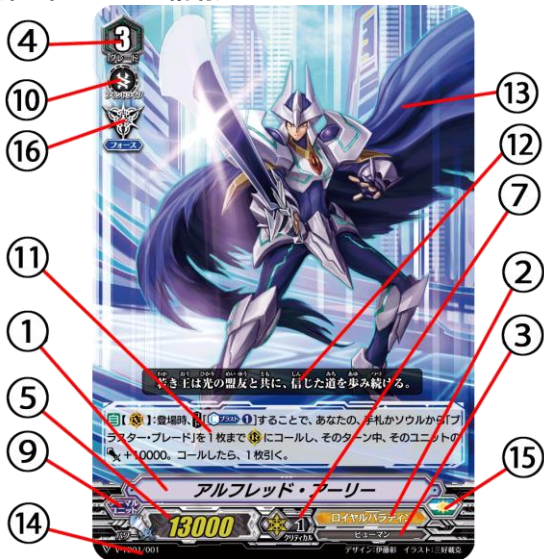 ④
3
グレード
⑩
⑯
フォース
⑬
⑫
⑦
⑪
②
①
③
若き王は光の盟友と共に、信じた道を歩み続ける。
自【 】:登場時、[ ブラスト ①]することで、あなたの、手札かソウルから「ブ
ラスター・ブレード」を1枚まで Ⓡ にコールし、そのターン中、そのユニットの
+10000。コールしたら、1枚引く。
⑤
⑨
アルフレッド・アーリー
⑮
ノーマル
ユニット
パワー
13000
1
クリティカル
ロイヤルパラディン
ヒューマン
⑭
/001
デザイン:伊藤彰 イラスト:三好載克